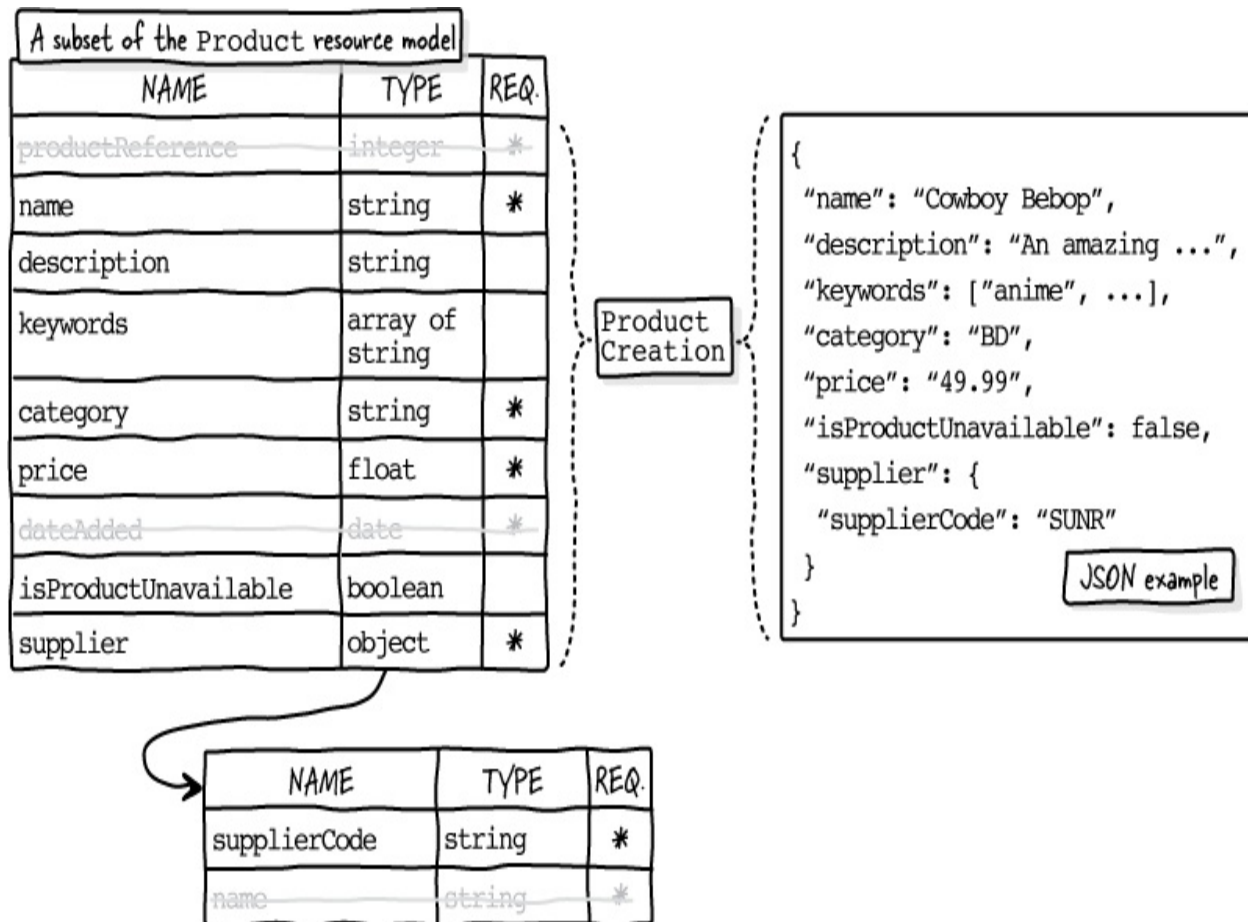 A subset of the Product resource model
NAME TYPE REQ.
productReference integer *
name string *
description string
keywords array of
string
category string *
price float *
dateAdded date *
isProductUnavailable boolean
supplier object *
NAME TYPE REQ.
supplierCode string *
name string *
Product
Creation
{
"name": "Cowboy Bebop",
"description": "An amazing ...",
"keywords": ["anime", ...],
"category": "BD",
"price": "49.99",
"isProductUnavailable": false,
"supplier": {
"supplierCode": "SUNR"
}
}
JSON example